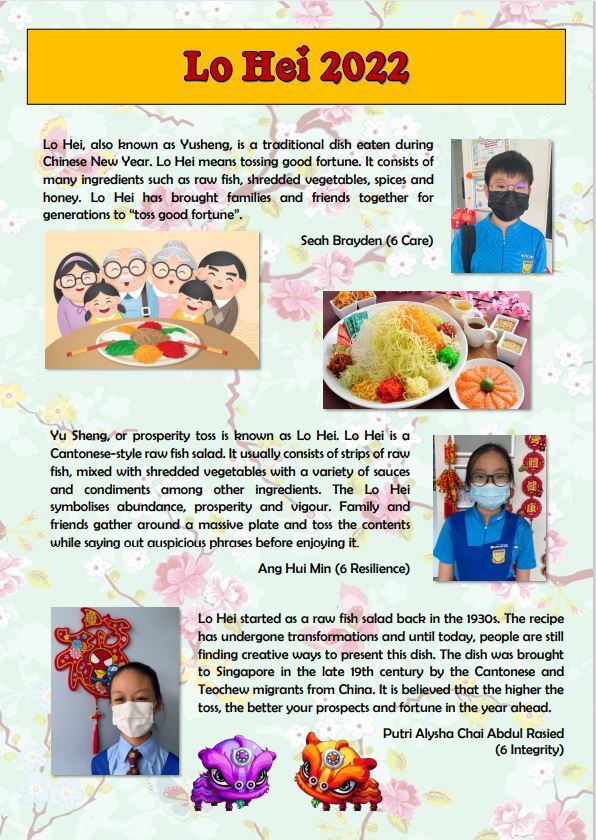 Lo Hei 2022
Lo Hei, also known as Yusheng, is a traditional dish eaten during
Chinese New Year. Lo Hei means tossing good fortune. It consists of
many ingredients such as raw fish, shredded vegetables, spices and
honey. Lo Hei has brought families and friends together for
generations to “toss good fortune”.
Seah Brayden (6 Care)
Yu Sheng, or prosperity toss is known as Lo Hei. Lo Hei is a
Cantonese-style raw fish salad. It usually consists of strips of raw
fish, mixed with shredded vegetables with a variety of sauces
and condiments among other ingredients. The Lo Hei
symbolises abundance, prosperity and vigour. Family and
friends gather around a massive plate and toss the contents
while saying out auspicious phrases before enjoying it.
Ang Hui Min (6 Resilience)
體
健
康
Lo Hei started as a raw fish salad back in the 1930s. The recipe
has undergone transformations and until today, people are still
finding creative ways to present this dish. The dish was brought
to Singapore in the late 19th century by the Cantonese and
Teochew migrants from China. It is believed that the higher the
toss, the better your prospects and fortune in the year ahead.
Putri Alysha Chai Abdul Rasied
(6 Integrity)